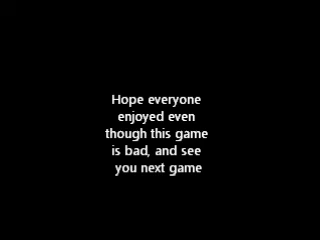 Hope everyone
enjoyed even
though this game
is bad, and see
you next game